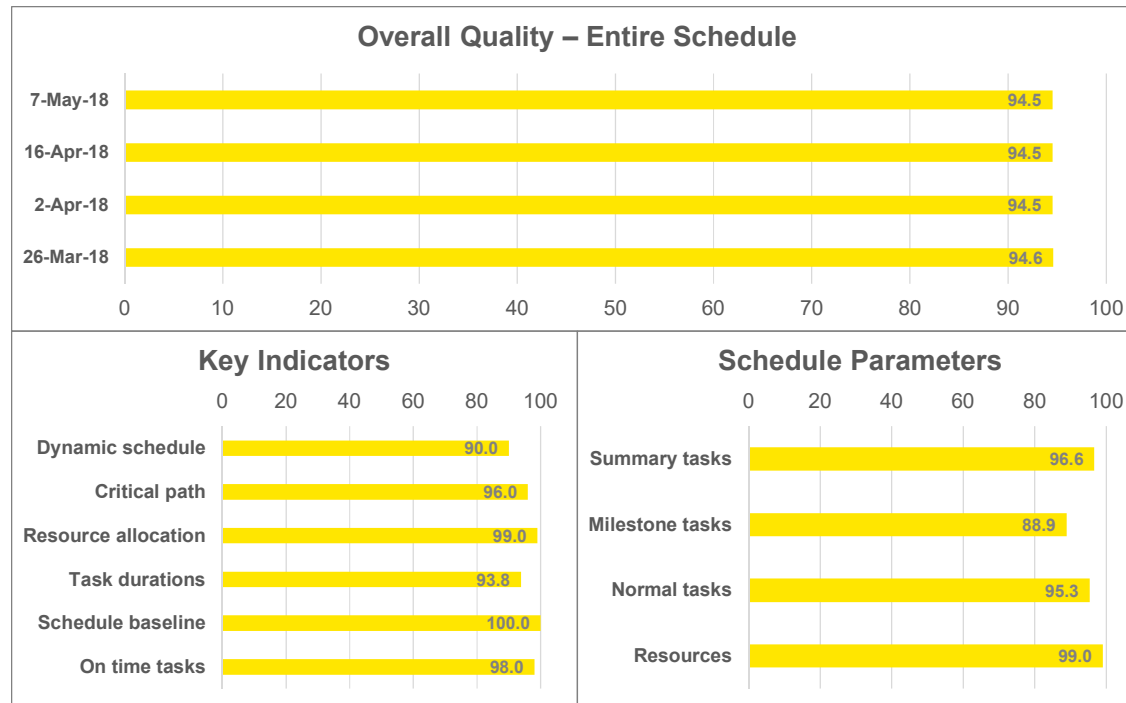 Overall Quality – Entire Schedule
7-May-18 94.5
16-Apr-18 94.5
2-Apr-18 94.5
26-Mar-18 94.6
0 10 20 30 40 50 60 70 80 90 100
Key Indicators
0 20 40 60 80 100
Dynamic schedule 90.0
Critical path 96.0
Resource allocation 99.0
Task durations 93.8
Schedule baseline 100.0
On time tasks 98.0
Schedule Parameters
0 20 40 60 80 100
Summary tasks 96.6
Milestone tasks 88.9
Normal tasks 95.3
Resources 99.0